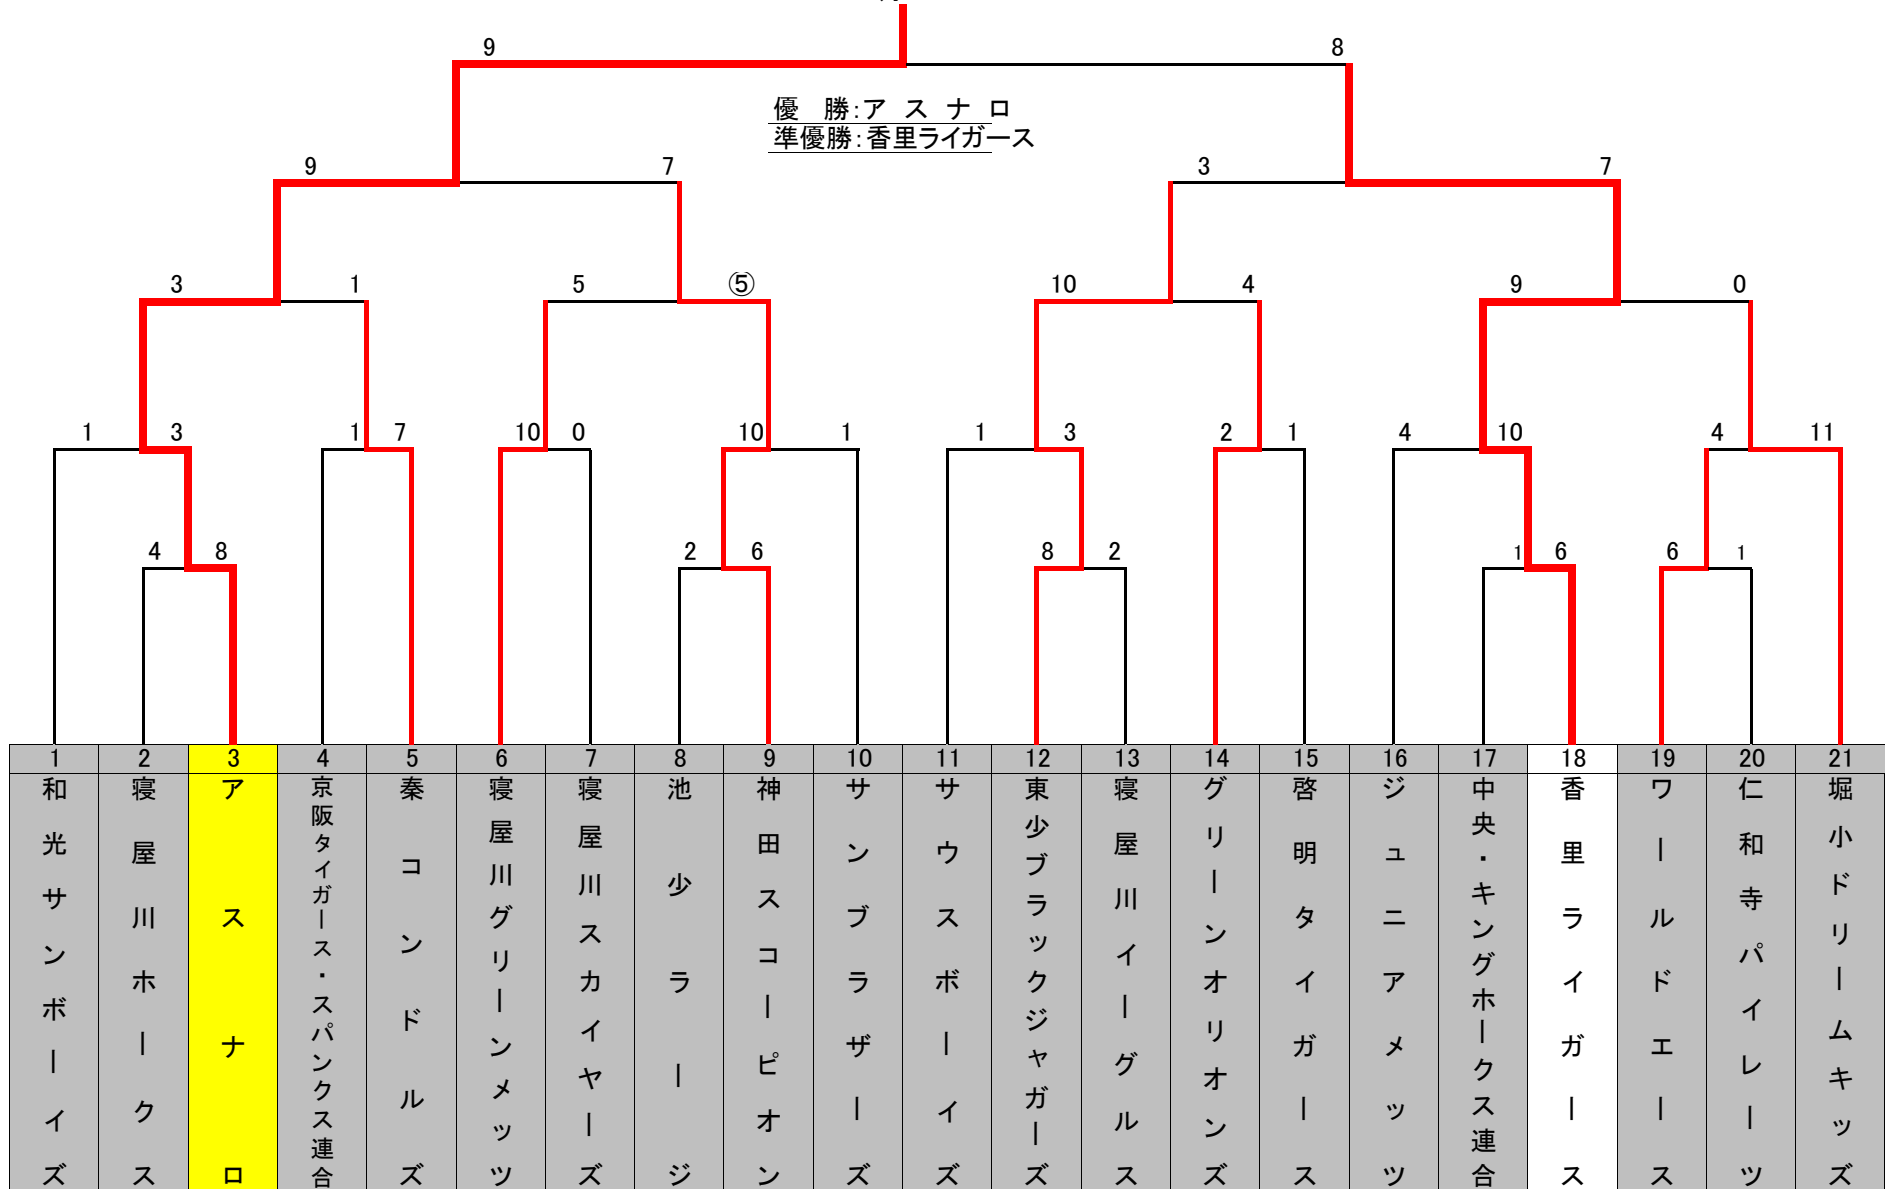 9 8
優 勝:ア ス ナ ロ
準優勝:香里ライガース
9 7 3 7
3 1 5 ⑤ 10 4 9 0
1 3 1 7 10 0 10 1 1 3 2 1 4 10 4 11
4 8 2 6 8 2 1 6 6 1
1 2 3 4 5 6 7 8 9 10 11 12 13 14 15 16 17 18 19 20 21
和光サンボーイズ
寝屋川ホークス
アスナロ
京阪タイガース・スパンクス連合
秦コンドルズ
寝屋川グリーンメッツ
寝屋川スカイヤーズ
池少ラージ
神田スコーピオン
サンブラザーズ
サウスボーイズ
東少ブラックジャガーズ
寝屋川イーグルス
グリーンオリオンズ
啓明タイガース
ジュニアメッツ
中央・キングホークス連合
香里ライガース
ワールドエース
仁和寺パイレーツ
堀小ドリームキッズ